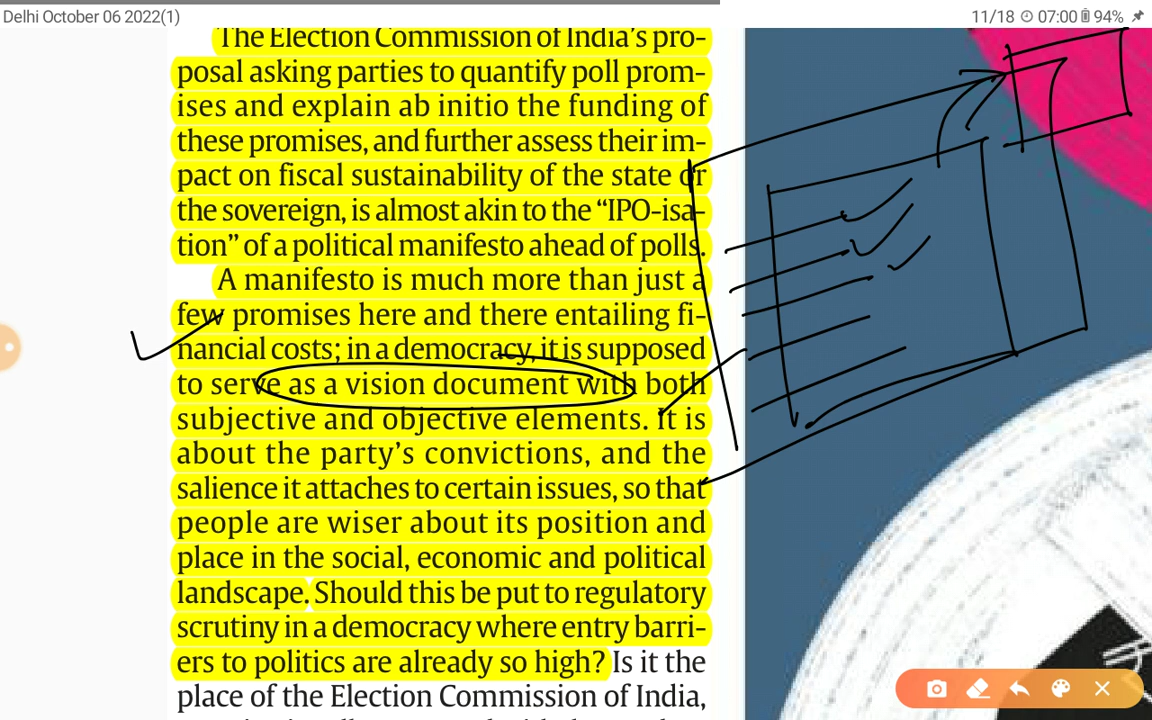 Delhi October 06 2022(1)
11/18 07:00 94%
The Election Commission of India's pro-
posal asking parties to quantify poll prom-
ises and explain ab initio the funding of
these promises, and further assess their im-
pact on fiscal sustainability of the state or
the sovereign, is almost akin to the “IPO-isa-
tion” of a political manifesto ahead of polls.
A manifesto is much more than just a
few promises here and there entailing fi-
nancial costs; in a democracy, it is supposed
to serve as a vision document with both
subjective and objective elements. It is
about the party's convictions, and the
salience it attaches to certain issues, so that
people are wiser about its position and
place in the social, economic and political
landscape. Should this be put to regulatory
scrutiny in a democracy where entry barri-
ers to politics are already so high? Is it the
place of the Election Commission of India,
₹